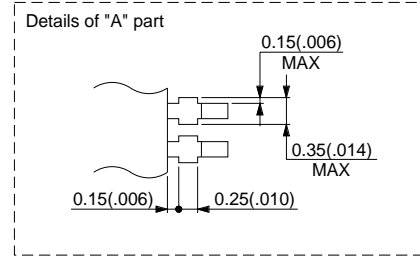 Details of "A" part
0.15(.006)
MAX
0.35(.014)
MAX
0.15(.006)
0.25(.010)